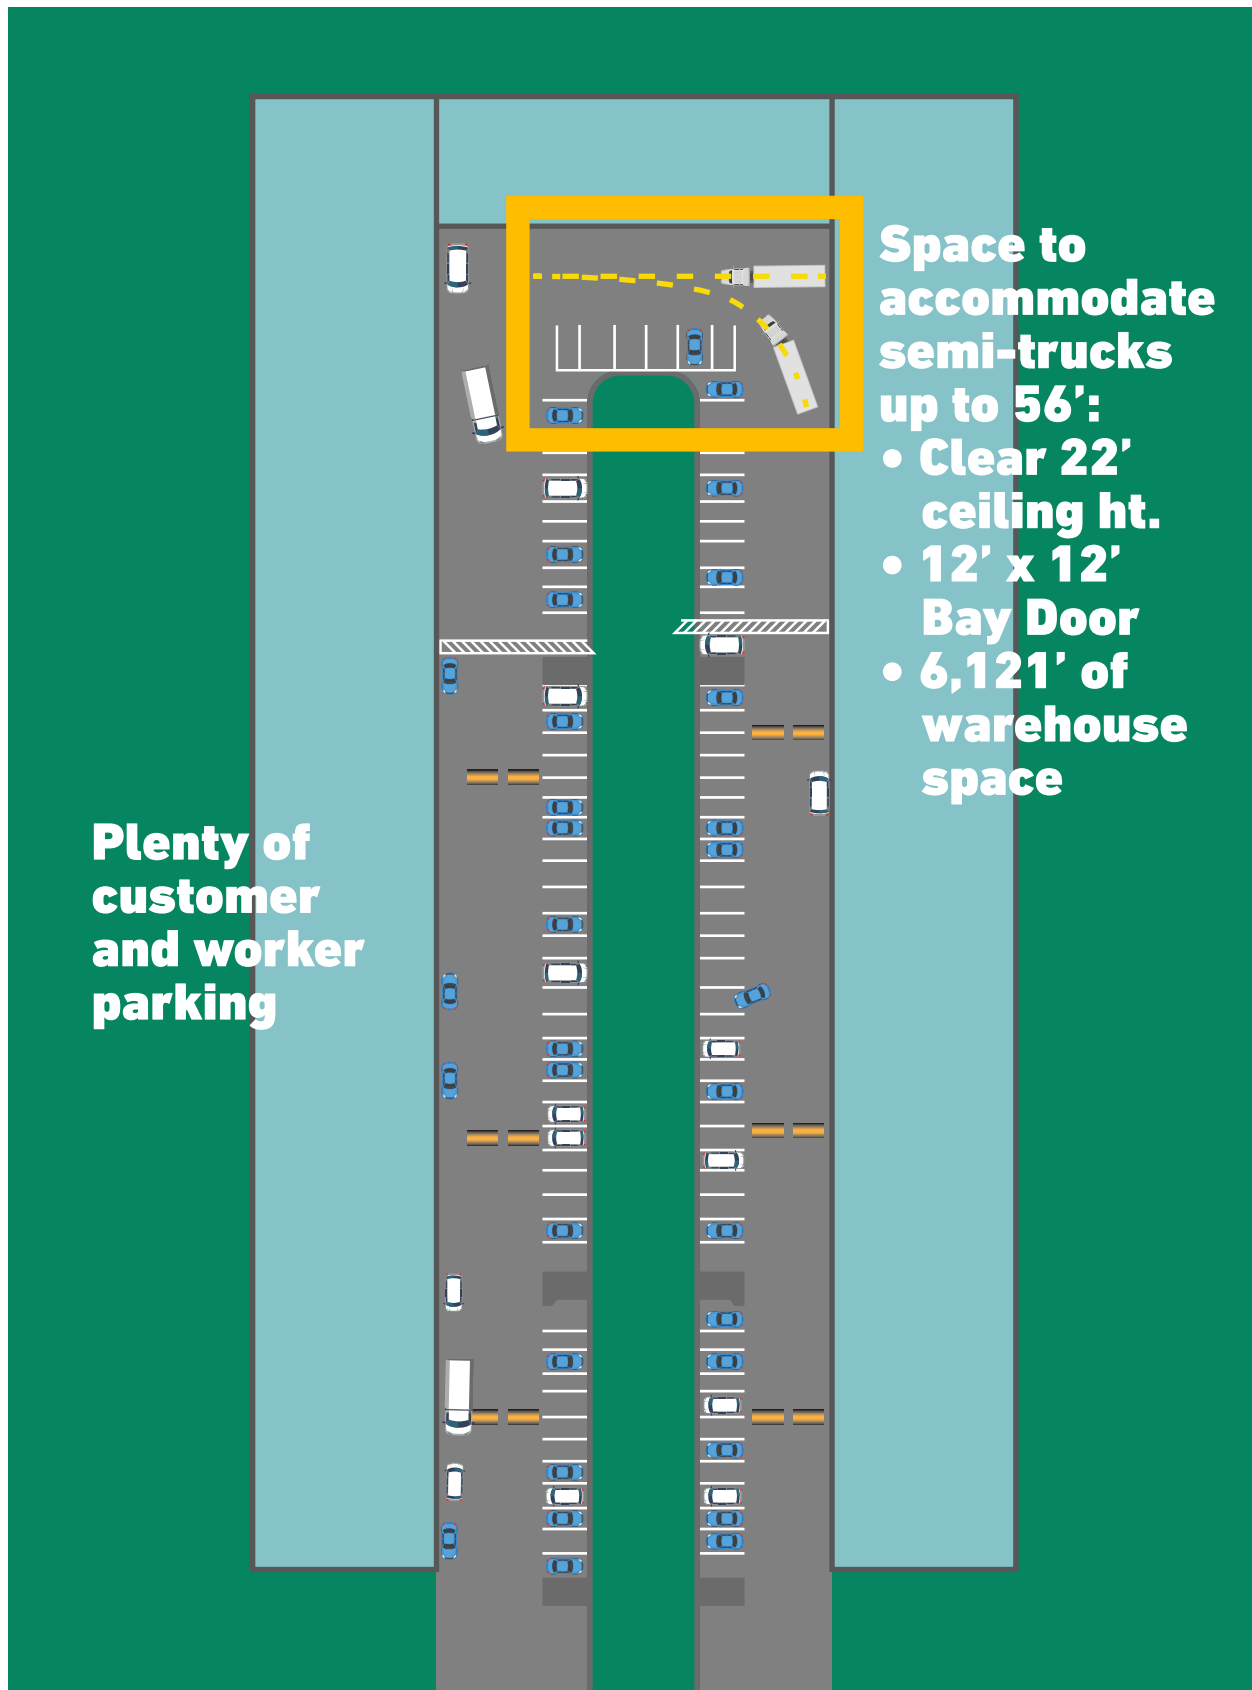 Space to
accommodate
semi-trucks
up to 56’:
• Clear 22’
ceiling ht.
• 12’ x 12’
Bay Door
• 6,121’ of
warehouse
space
Plenty of
customer
and worker
parking